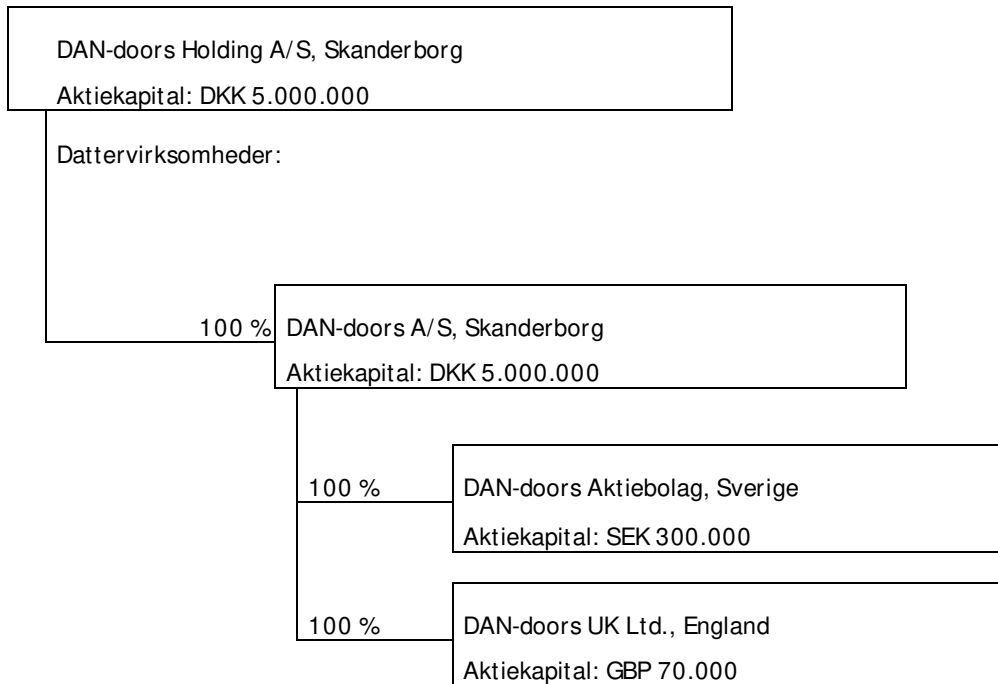 DAN-doors Holding A/S, Skanderborg
Aktiekapital: DKK 5.000.000
Dattervirksomheder:
100 % DAN-doors A/S, Skanderborg
Aktiekapital: DKK 5.000.000
100 % DAN-doors Aktiebolag, Sverige
Aktiekapital: SEK 300.000
100 % DAN-doors UK Ltd., England
Aktiekapital: GBP 70.000